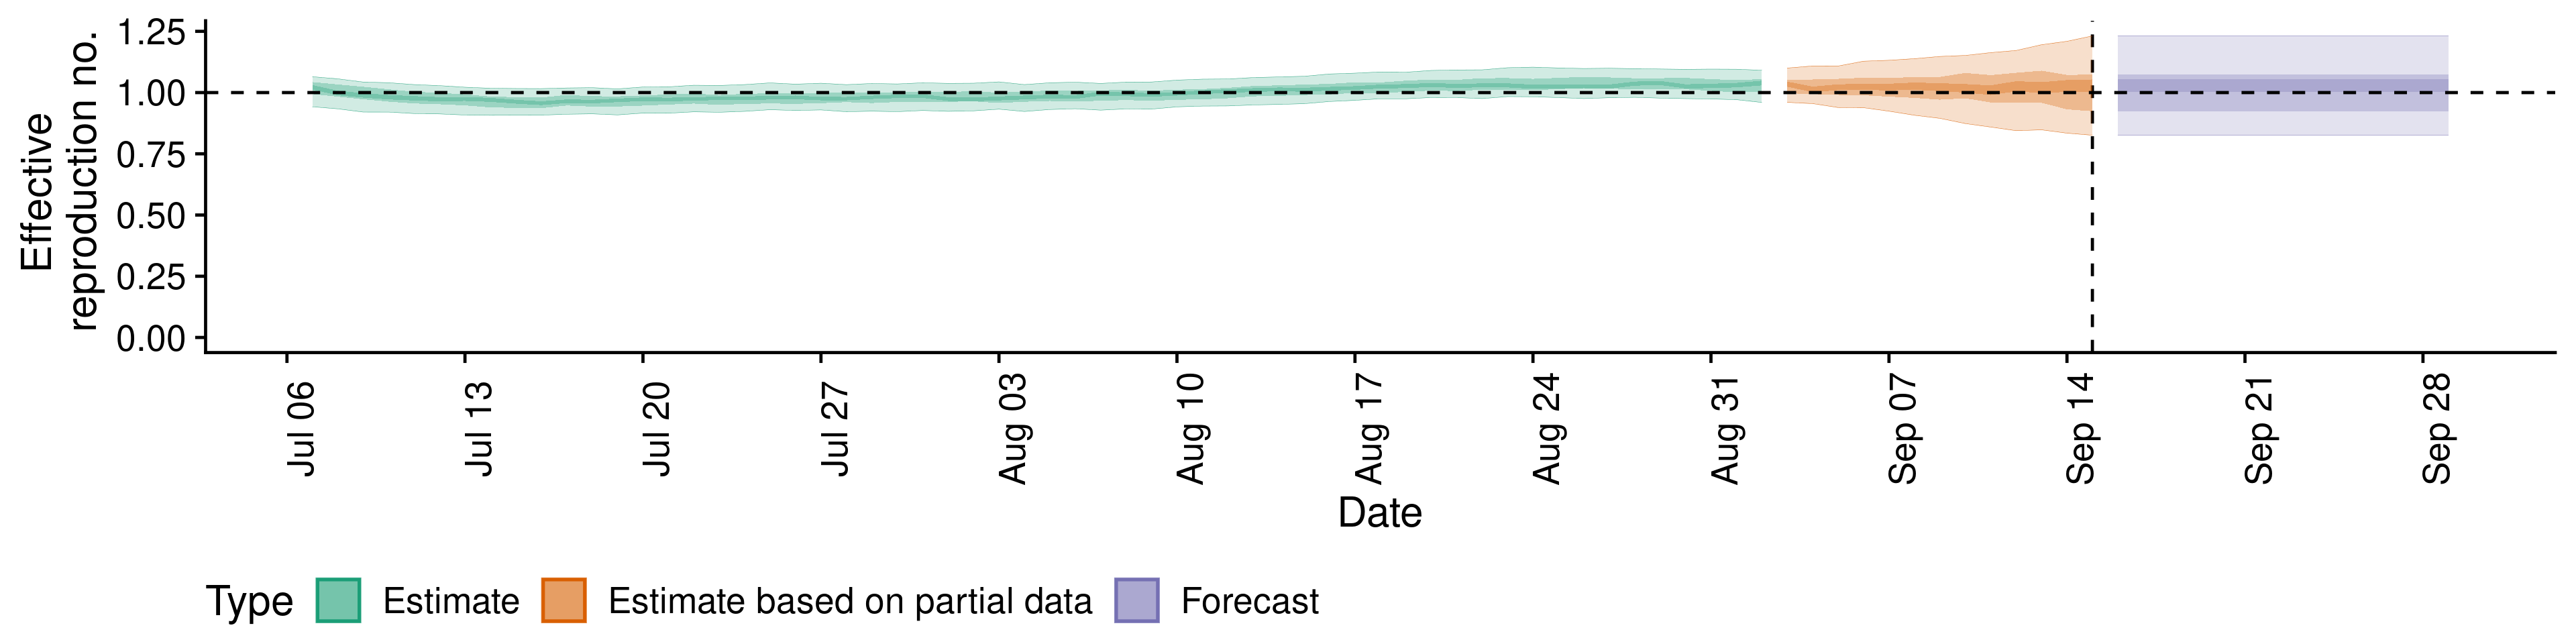 Effective
reproduction no.
1.25
1.00
0.75
0.50
0.25
0.00
Jul 06
Jul 13
Jul 20
Jul 27
Aug 03
Aug 10
Aug 17
Aug 24
Aug 31
Sep 07
Sep 14
Sep 21
Sep 28
Date
Type Estimate Estimate based on partial data Forecast